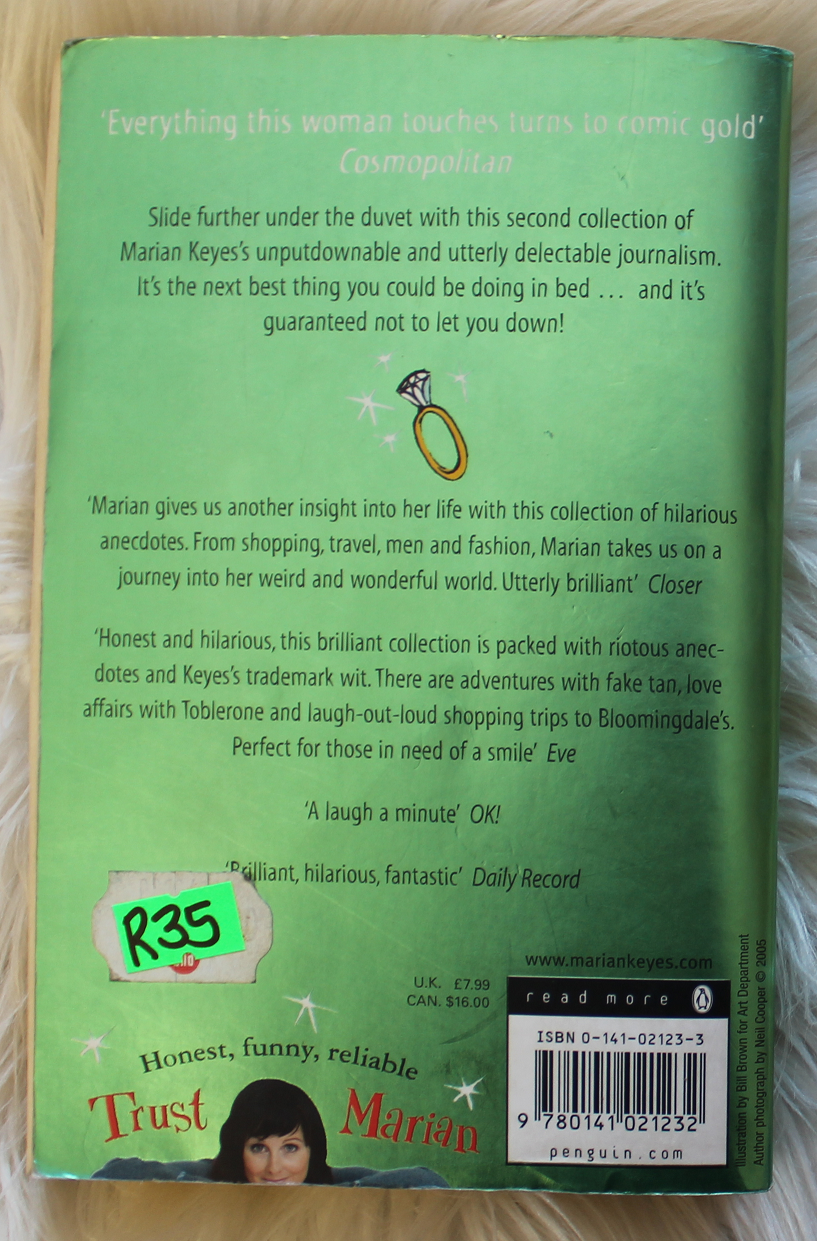 'Everything this woman touches turns to comic gold'
Cosmopolitan
Slide further under the duvet with this second collection of
Marian Keyes's unputdownable and utterly delectable journalism.
It's the next best thing you could be doing in bed ... and it's
guaranteed not to let you down!
'Marian gives us another insight into her life with this collection of hilarious
anecdotes. From shopping, travel, men and fashion, Marian takes us on a
journey into her weird and wonderful world. Utterly brilliant' Closer
'Honest and hilarious, this brilliant collection is packed with riotous anec-
dotes and Keyes's trademark wit. There are adventures with fake tan, love
affairs with Toblerone and laugh-out-loud shopping trips to Bloomingdale's.
Perfect for those in need of a smile' Eve
'A laugh a minute' OK!
'Brilliant, hilarious, fantastic' Daily Record
R35
www.mariankeyes.com
U.K. £7.99
CAN. $16.00
read more
ISBN 0-141-02123-3
9 780141 021232
penguin.com
Illustration by Bill Brown for Art Department
Author photograph by Neil Cooper © 2005
Honest, funny, reliable
Trust Marian